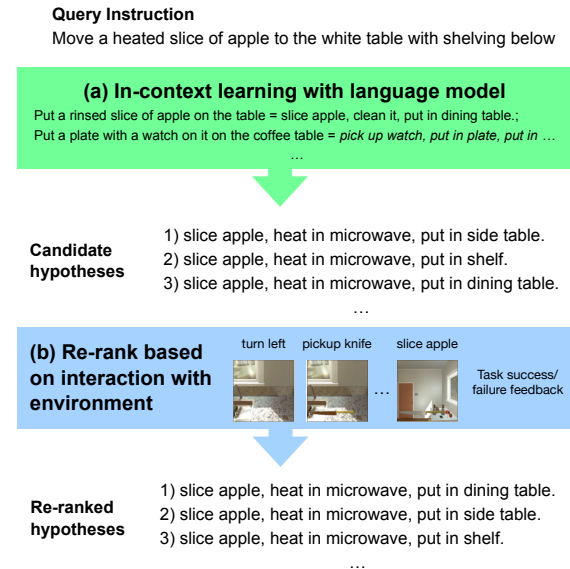 Query Instruction
Move a heated slice of apple to the white table with shelving below
(a) In-context learning with language model
Put a rinsed slice of apple on the table = slice apple, clean it, put in dining table.;
Put a plate with a watch on it on the coffee table = pick up watch, put in plate, put in …
…
Candidate
hypotheses
1) slice apple, heat in microwave, put in side table.
2) slice apple, heat in microwave, put in shelf.
3) slice apple, heat in microwave, put in dining table.
…
(b) Re-rank based
on interaction with
environment
turn left
pickup knife
slice apple
…
Task success/
failure feedback
Re-ranked
hypotheses
1) slice apple, heat in microwave, put in dining table.
2) slice apple, heat in microwave, put in side table.
3) slice apple, heat in microwave, put in shelf.
…